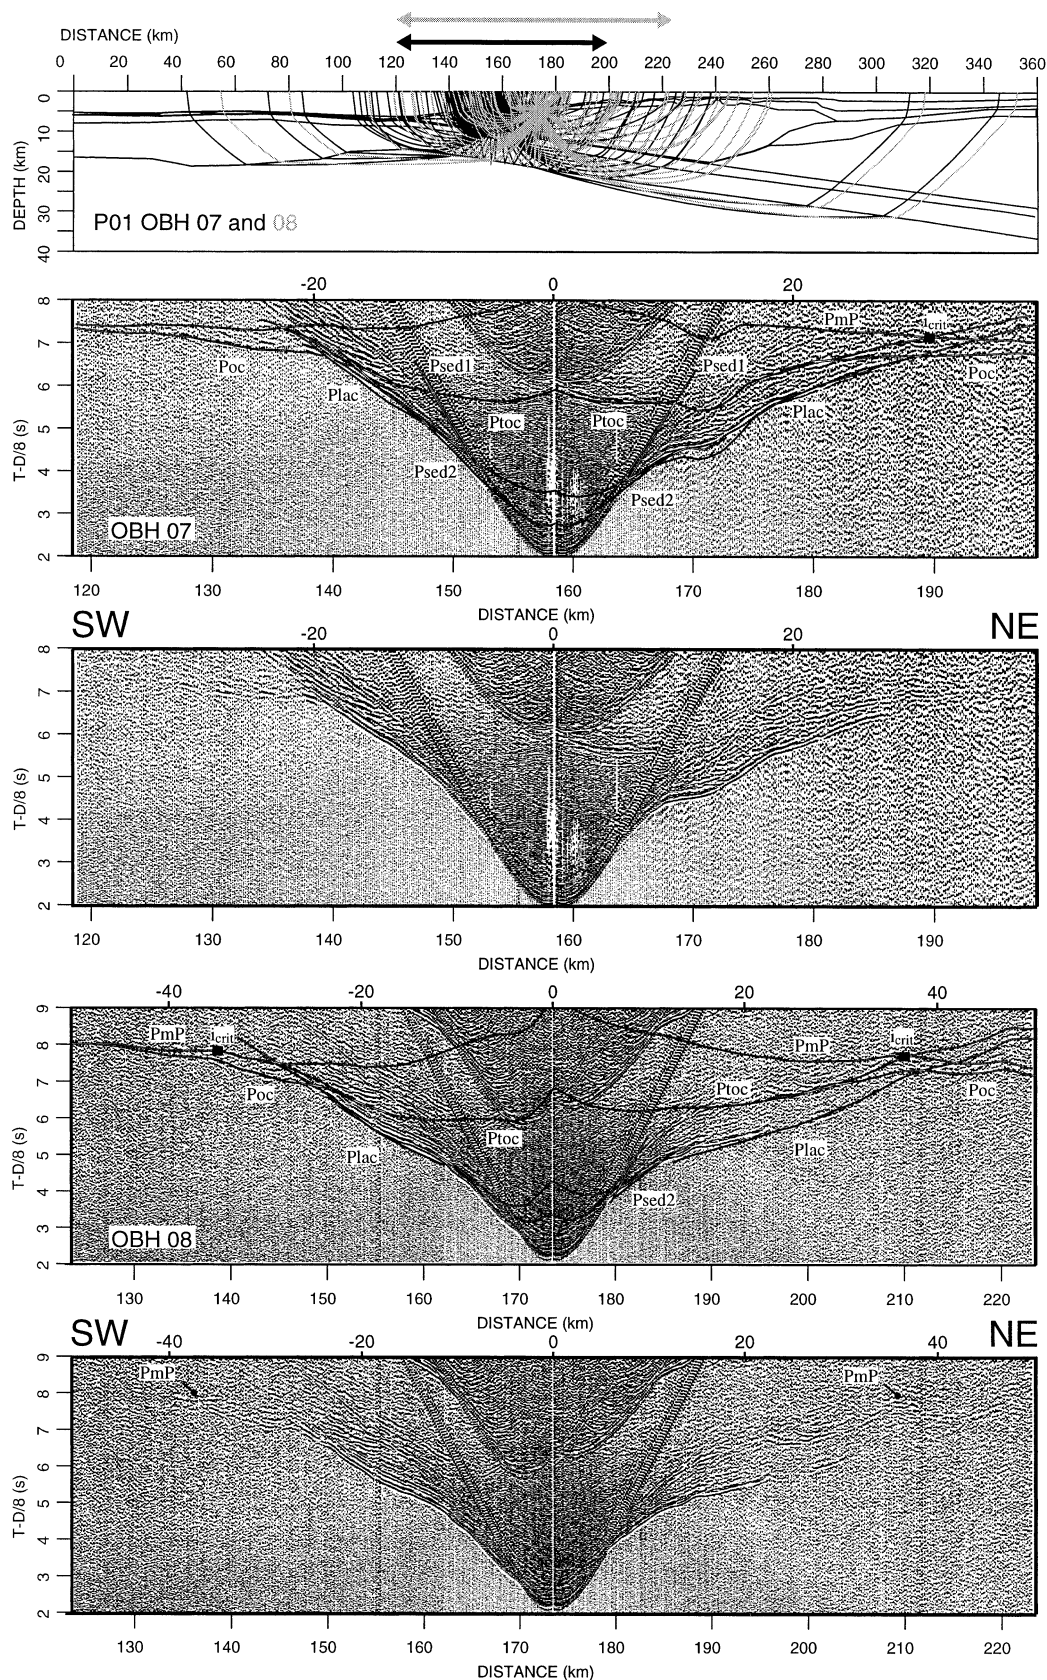 DISTANCE (km)
0 20 40 60 80 100 120 140 160 180 200 220 240 260 280 300 320 340 360
DEPTH (km)
0
10
20
30
40
P01 OBH 07 and 08
-20 0 20
T-D/8 (s)
8
7
6
5
4
3
2
PmP
i crit
Psed1
Psed1
Poc
Poc
Plac
Plac
Ptoc
Ptoc
Psed2
Psed2
OBH 07
120 130 140 150 160 170 180 190
DISTANCE (km)
SW
NE
-20 0 20
T-D/8 (s)
8
7
6
5
4
3
2
120 130 140 150 160 170 180 190
DISTANCE (km)
-40 -20 0 20 40
T-D/8 (s)
9
8
7
6
5
4
3
2
PmP
i crit
i crit
PmP
Poc
Ptoc
Poc
Ptoc
Plac
Plac
Psed2
OBH 08
130 140 150 160 170 180 190 200 210 220
DISTANCE (km)
SW
NE
-40 -20 0 20 40
T-D/8 (s)
9
8
7
6
5
4
3
2
PmP
PmP
130 140 150 160 170 180 190 200 210 220
DISTANCE (km)